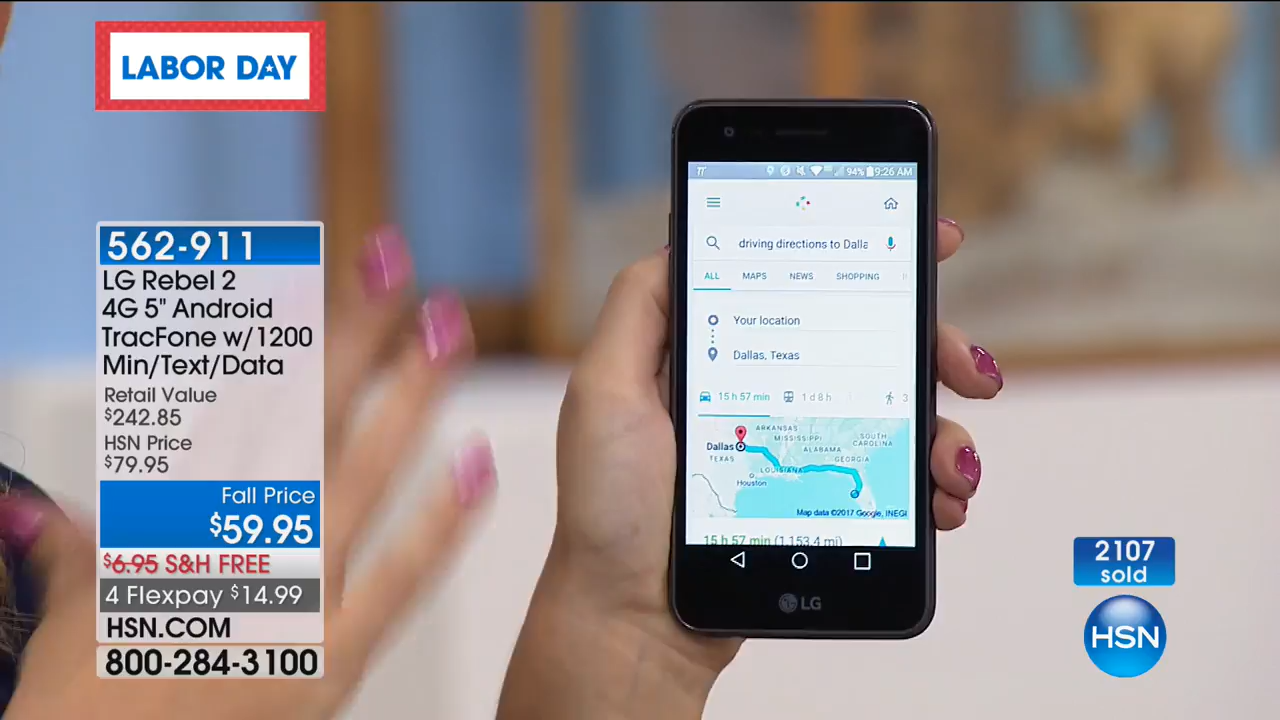 LABOR DAY
562-911
LG Rebel 2
4G 5" Android
TracFone w/1200
Min/Text/Data
Retail Value
$242.85
HSN Price
$79.95
Fall Price
$59.95
$6.95 S&H FREE
4 Flexpay $14.99
HSN.COM
800-284-3100
94% 9:26 AM
driving directions to Dalla
ALL MAPS NEWS SHOPPING
Your location
Dallas, Texas
15 h 57 min 1 d 8 h 3
ARKANSAS
MISSISSIPPI
SOUTH
CAROLINA
Dallas
TEXAS
ALABAMA
GEORGIA
LOUISIANA
Houston
Map data ©2017 Google, INEGI
15 h 57 min (1,153.4 mi)
LG
2107
sold
HSN